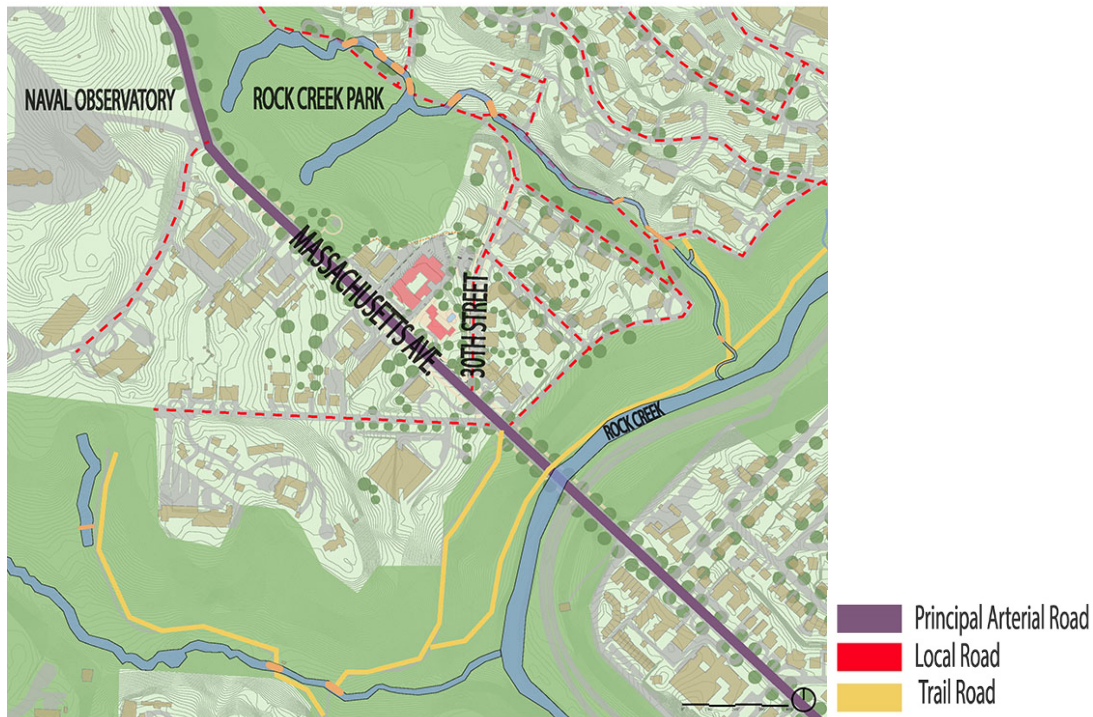 NAVAL OBSERVATORY
ROCK CREEK PARK
MASSACHUSETTS AVE.
30TH STREET
ROCK CREEK
Principal Arterial Road
Local Road
Trail Road